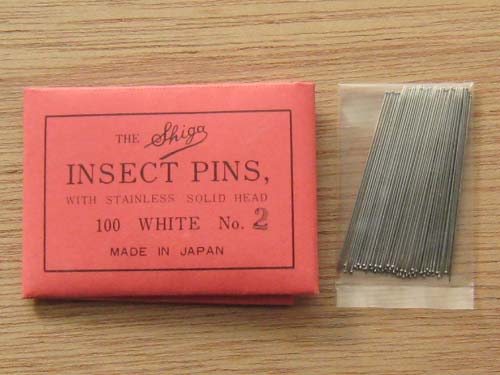 THE Shiga
INSECT PINS,
WITH STAINLESS SOLID HEAD
100 WHITE No. 2
MADE IN JAPAN